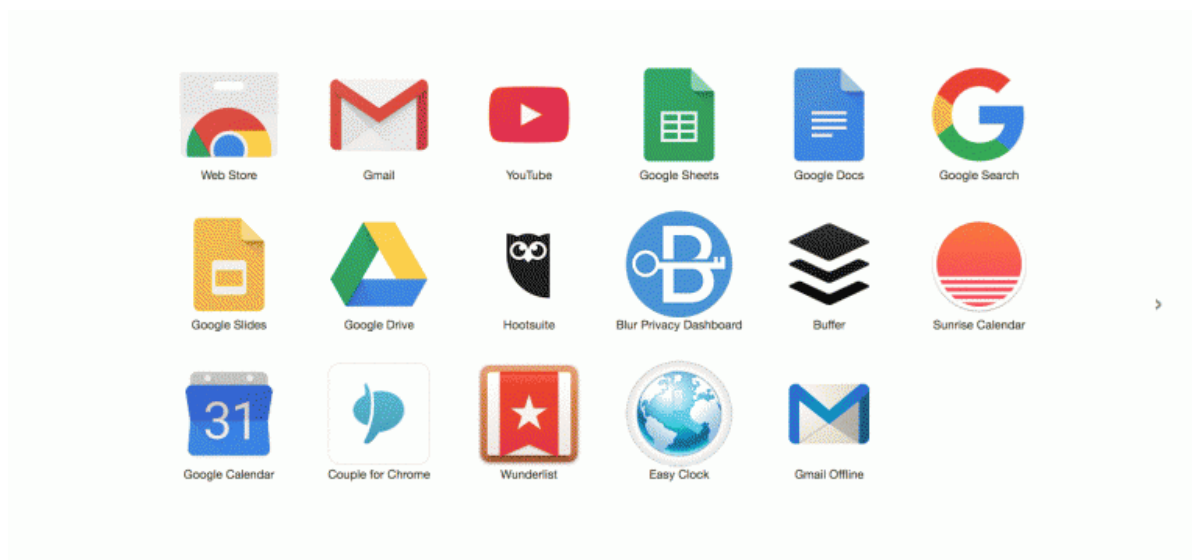 Web Store Gmail YouTube Google Sheets Google Docs Google Search
Google Slides Google Drive Hootsuite Blur Privacy Dashboard Buffer Sunrise Calendar
31
Google Calendar Couple for Chrome Wunderlist Easy Clock Gmail Offline